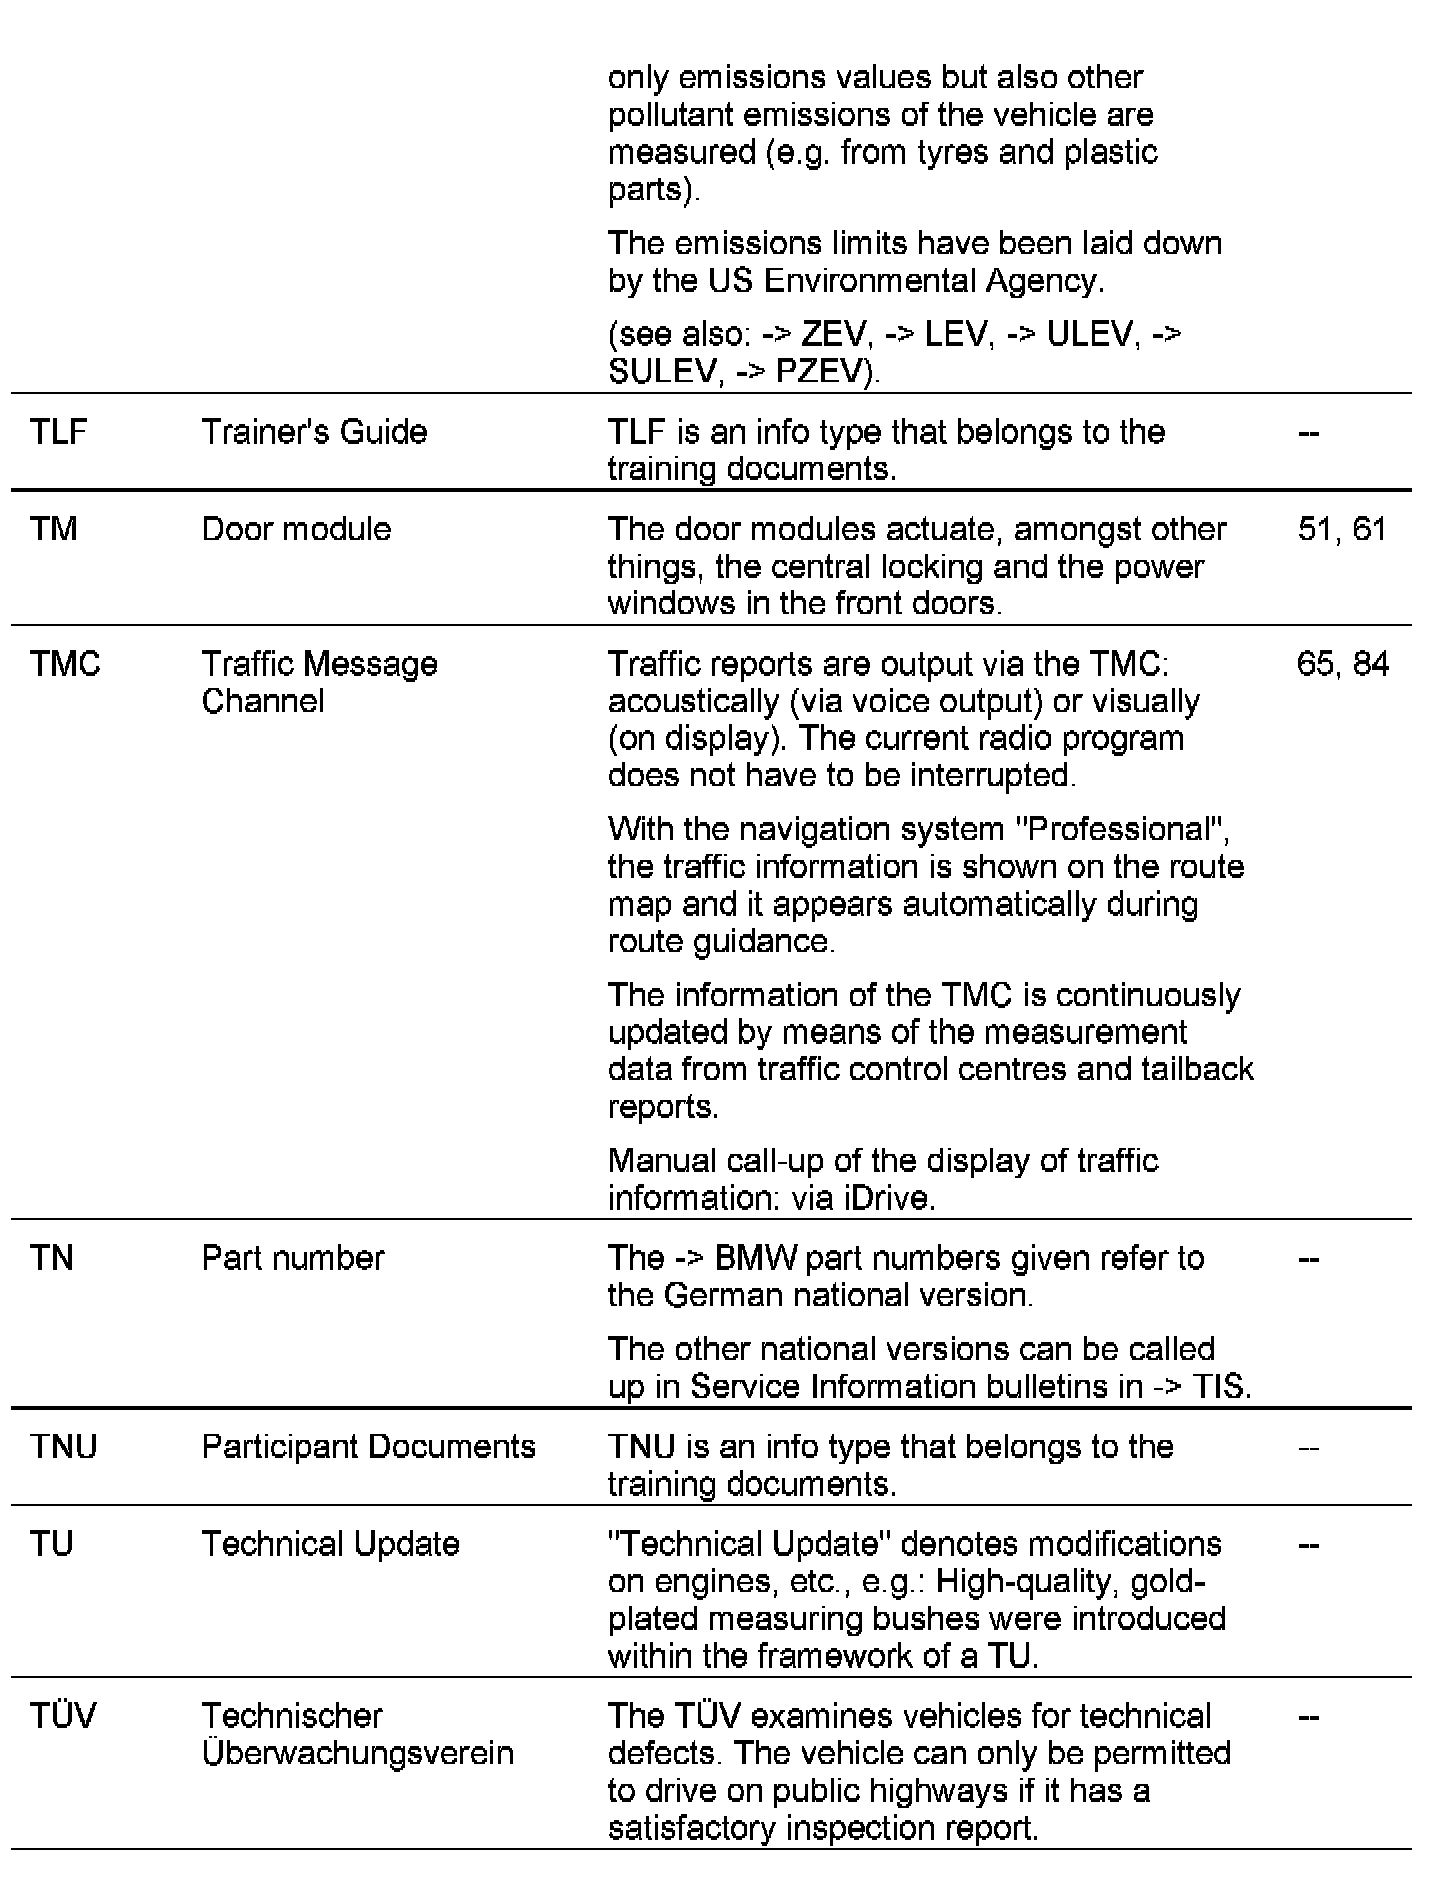 only emissions values but also other
pollutant emissions of the vehicle are
measured (e.g. from tyres and plastic
parts).
The emissions limits have been laid down
by the US Environmental Agency.
(see also: -> ZEV, -> LEV, -> ULEV, ->
SULEV, -> PZEV).
TLF Trainer's Guide TLF is an info type that belongs to the --
training documents.
TM Door module The door modules actuate, amongst other 51, 61
things, the central locking and the power
windows in the front doors.
TMC Traffic Message Traffic reports are output via the TMC: 65, 84
Channel acoustically (via voice output) or visually
(on display). The current radio program
does not have to be interrupted.
With the navigation system "Professional",
the traffic information is shown on the route
map and it appears automatically during
route guidance.
The information of the TMC is continuously
updated by means of the measurement
data from traffic control centres and tailback
reports.
Manual call-up of the display of traffic
information: via iDrive.
TN Part number The -> BMW part numbers given refer to --
the German national version.
The other national versions can be called
up in Service Information bulletins in -> TIS.
TNU Participant Documents TNU is an info type that belongs to the --
training documents.
TU Technical Update "Technical Update" denotes modifications --
on engines, etc., e.g.: High-quality, gold-
plated measuring bushes were introduced
within the framework of a TU.
TÜV Technischer The TÜV examines vehicles for technical --
Überwachungsverein defects. The vehicle can only be permitted
to drive on public highways if it has a
satisfactory inspection report.